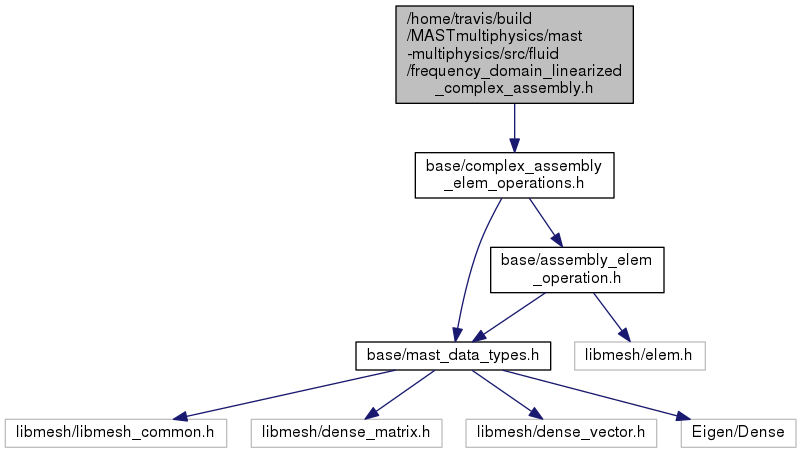 /home/travis/build
/MASTmultiphysics/mast
-multiphysics/src/fluid
/frequency_domain_linearized
_complex_assembly.h
base/complex_assembly
_elem_operations.h
base/assembly_elem
_operation.h
base/mast_data_types.h
libmesh/elem.h
libmesh/libmesh_common.h
libmesh/dense_matrix.h
libmesh/dense_vector.h
Eigen/Dense